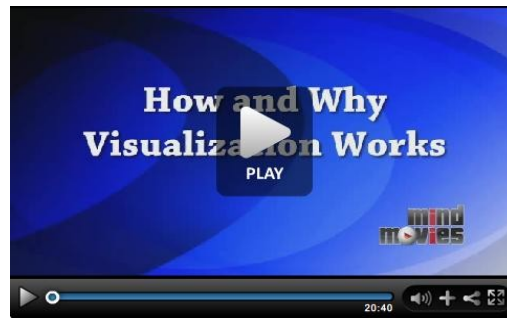 How and Why
Visualization Works
PLAY
mind
movies
20:40